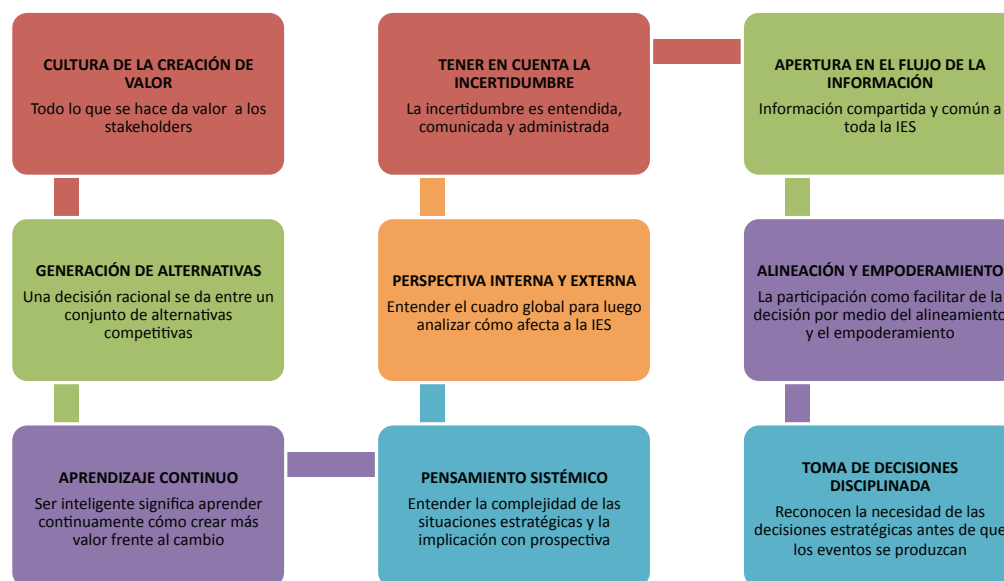 CULTURA DE LA CREACIÓN DE
VALOR
Todo lo que se hace da valor a los
stakeholders
GENERACIÓN DE ALTERNATIVAS
Una decisión racional se da entre un
conjunto de alternativas
competitivas
APRENDIZAJE CONTINUO
Ser inteligente significa aprender
continuamente cómo crear más
valor frente al cambio
PENSAMIENTO SISTÉMICO
Entender la complejidad de las
situaciones estratégicas y la
implicación con prospectiva
PERSPECTIVA INTERNA Y EXTERNA
Entender el cuadro global para luego
analizar cómo afecta a la IES
TENER EN CUENTA LA
INCERTIDUMBRE
La incertidumbre es entendida,
comunicada y administrada
APERTURA EN EL FLUJO DE LA
INFORMACIÓN
Información compartida y común a
toda la IES
ALINEACIÓN Y EMPODERAMIENTO
La participación como facilitar de la
decisión por medio del alineamiento
y el empoderamiento
TOMA DE DECISIONES
DISCIPLINADA
Reconocen la necesidad de las
decisiones estratégicas antes de que
los eventos se produzcan